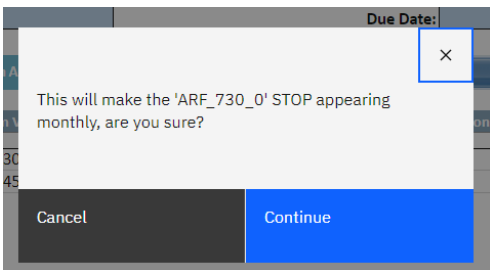 Due Date:
This will make the 'ARF_730_0' STOP appearing
monthly, are you sure?
Cancel
Continue